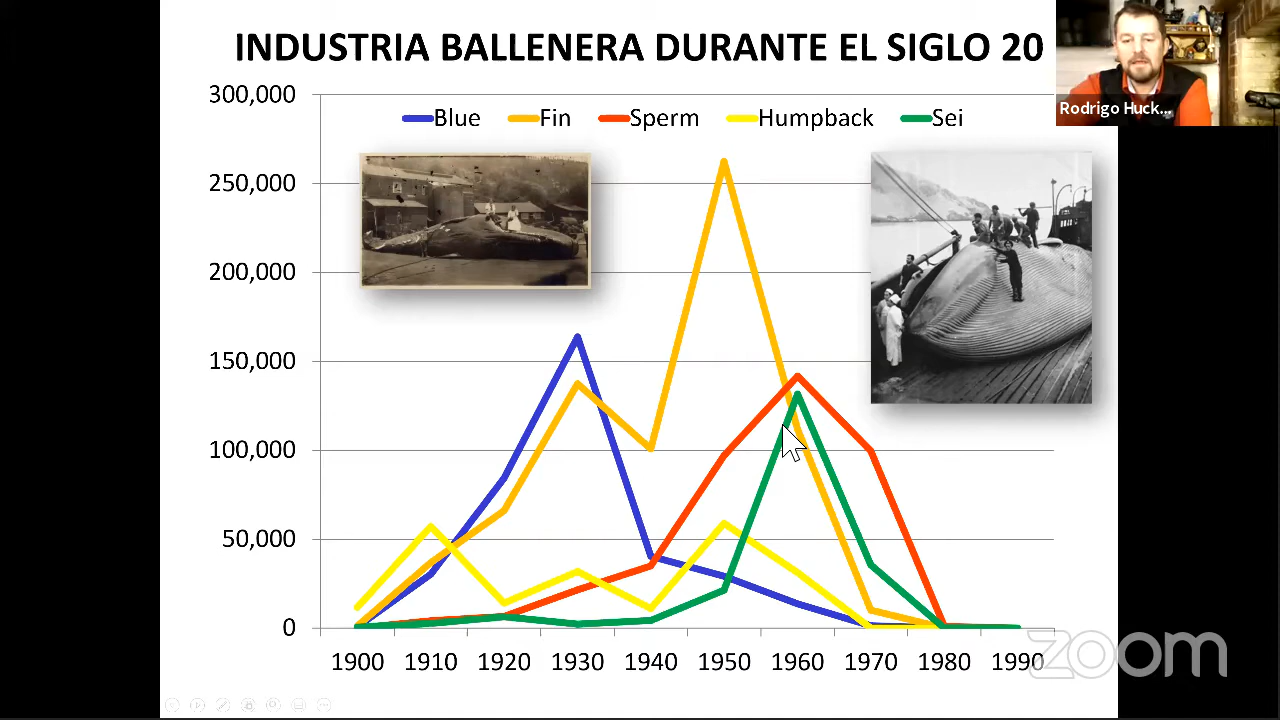 INDUSTRIA BALLENERA DURANTE EL SIGLO 20
Rodrigo Huck...
Blue Fin Sperm Humpback Sei
300,000
250,000
200,000
150,000
100,000
50,000
0
1900 1910 1920 1930 1940 1950 1960 1970 1980 1990
zoom